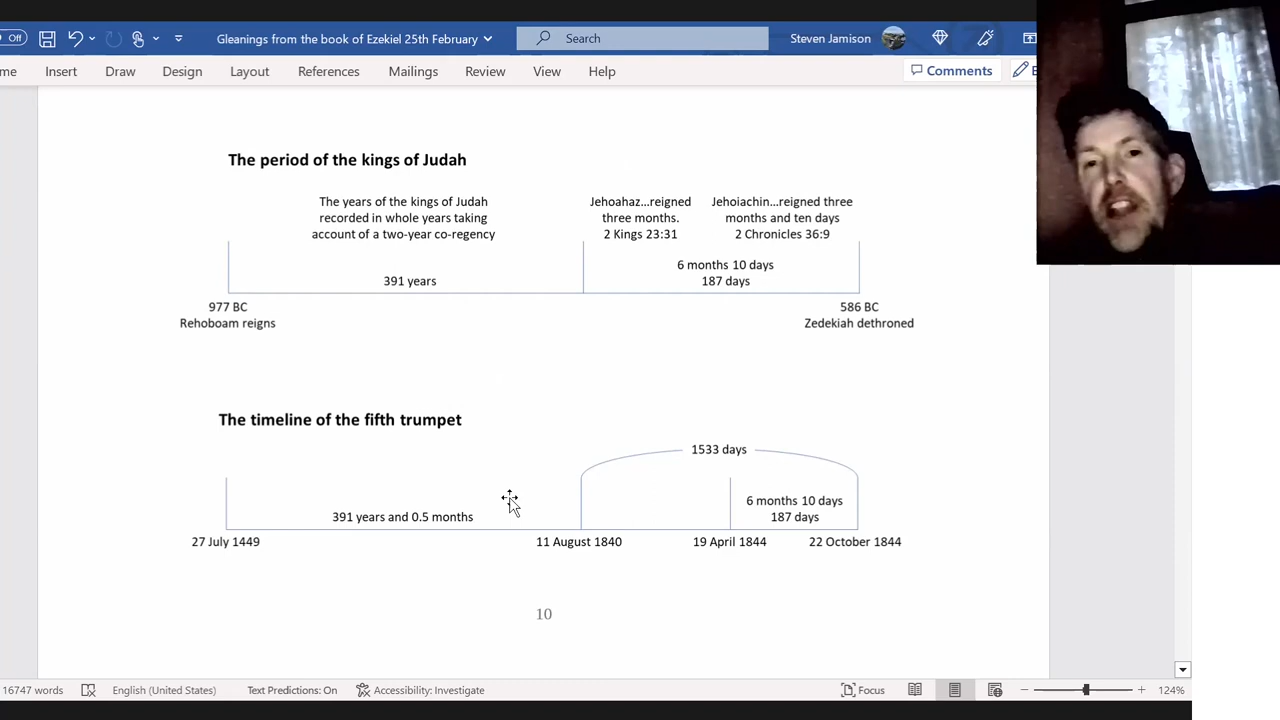 Off
Gleanings from the book of Ezekiel 25th February
Search
Steven Jamison
me Insert Draw Design Layout References Mailings Review View Help
Comments
The period of the kings of Judah
The years of the kings of Judah
recorded in whole years taking
account of a two-year co-regency
Jehoahaz...reigned
three months.
2 Kings 23:31
Jehoiachin...reigned three
months and ten days
2 Chronicles 36:9
391 years
6 months 10 days
187 days
977 BC
Rehoboam reigns
586 BC
Zedekiah dethroned
The timeline of the fifth trumpet
1533 days
391 years and 0.5 months
6 months 10 days
187 days
27 July 1449
11 August 1840
19 April 1844
22 October 1844
10
16747 words
English (United States)
Text Predictions: On
Accessibility: Investigate
Focus
124%